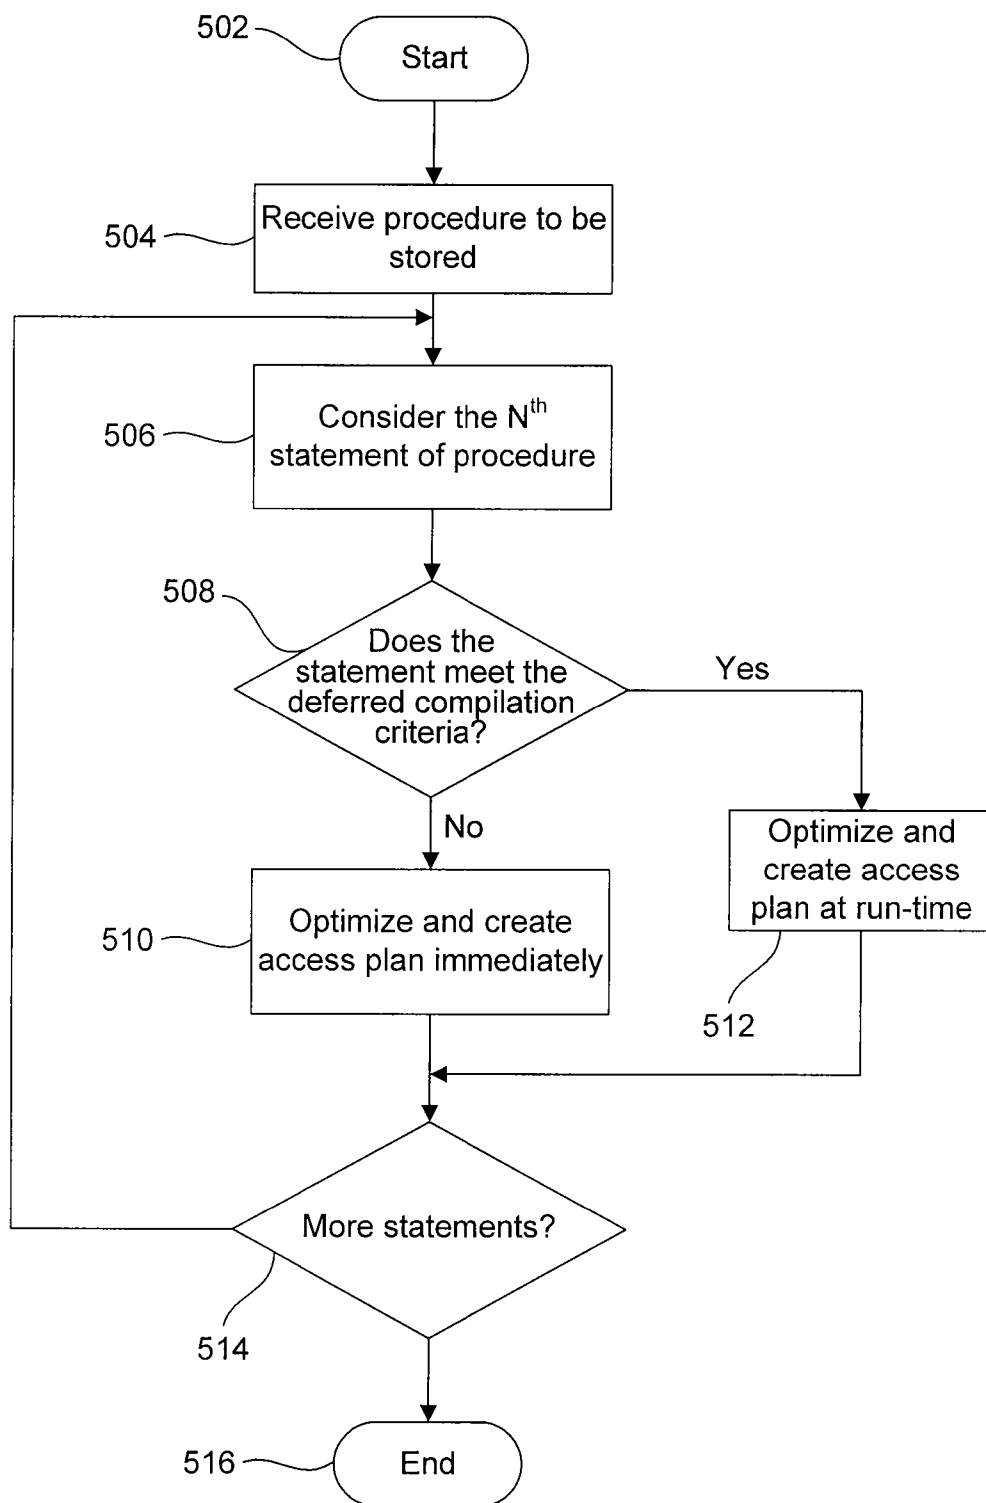 502
Start
504
Receive procedure to be
stored
506
Consider the Nth
statement of procedure
508
Does the
statement meet the
deferred compilation
criteria?
Yes
No
510
Optimize and create
access plan immediately
Optimize and
create access
plan at run-time
512
More statements?
514
516
End